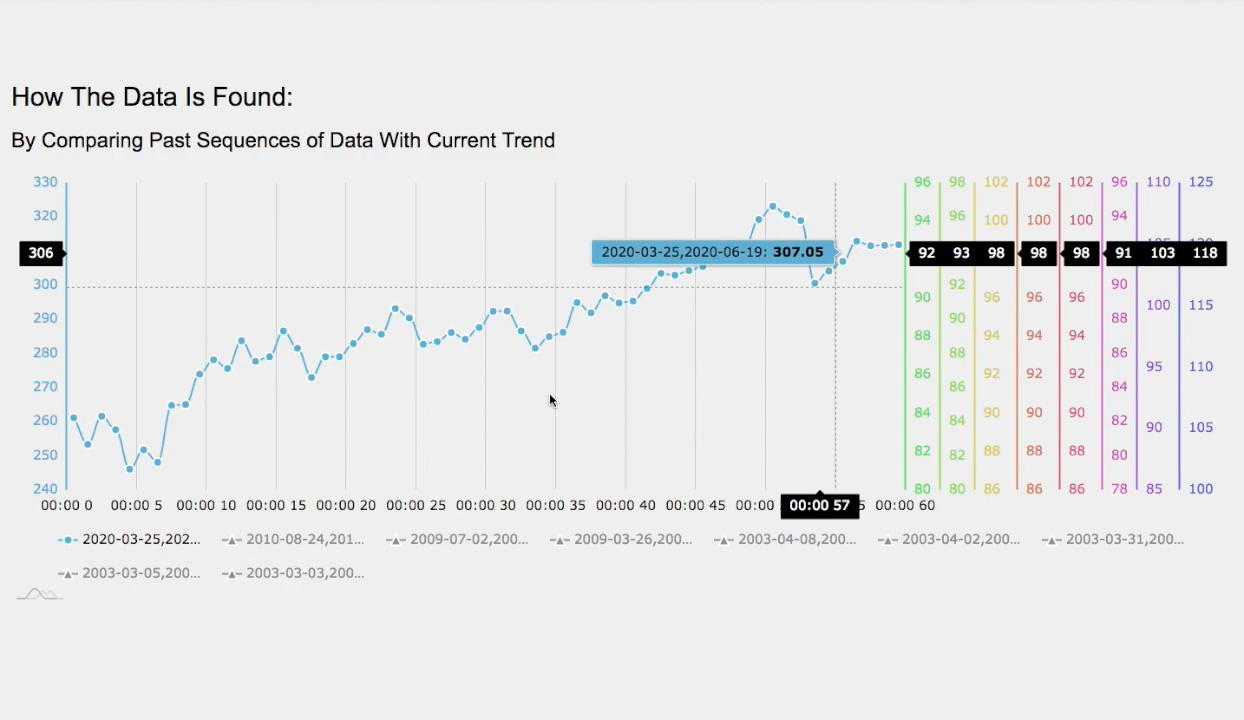 How The Data Is Found:
By Comparing Past Sequences of Data With Current Trend
330 96 98 102 102 102 96 110 125
320 94 96 100 100 100 94
306 2020-03-25,2020-06-19: 307.05 92 93 98 98 98 91 103 118
300 90 92 96 96 96 90 100 115
290 88 90 94 94 94 88
280 86 88 92 92 92 86 95 110
270 84 86 90 90 90 84
260 82 84 88 88 88 82 90 105
250 82 80
240 80 80 86 86 86 78 85 100
00:00 0 00:00 5 00:00 10 00:00 15 00:00 20 00:00 25 00:00 30 00:00 35 00:00 40 00:00 45 00:00 00:00 57 5 00:00 60
2020-03-25,202... 2010-08-24,201... 2009-07-02,200... 2009-03-26,200... 2003-04-08,200... 2003-04-02,200... 2003-03-31,200...
2003-03-05,200... 2003-03-03,200...